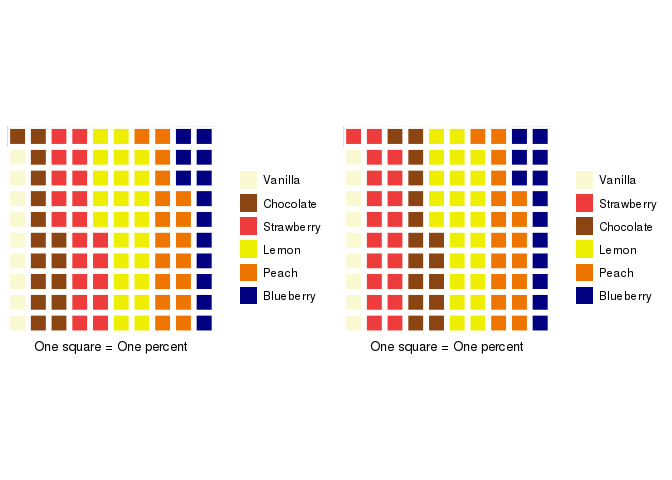 Vanilla
Chocolate
Strawberry
Lemon
Peach
Blueberry
One square = One percent
Vanilla
Strawberry
Chocolate
Lemon
Peach
Blueberry
One square = One percent